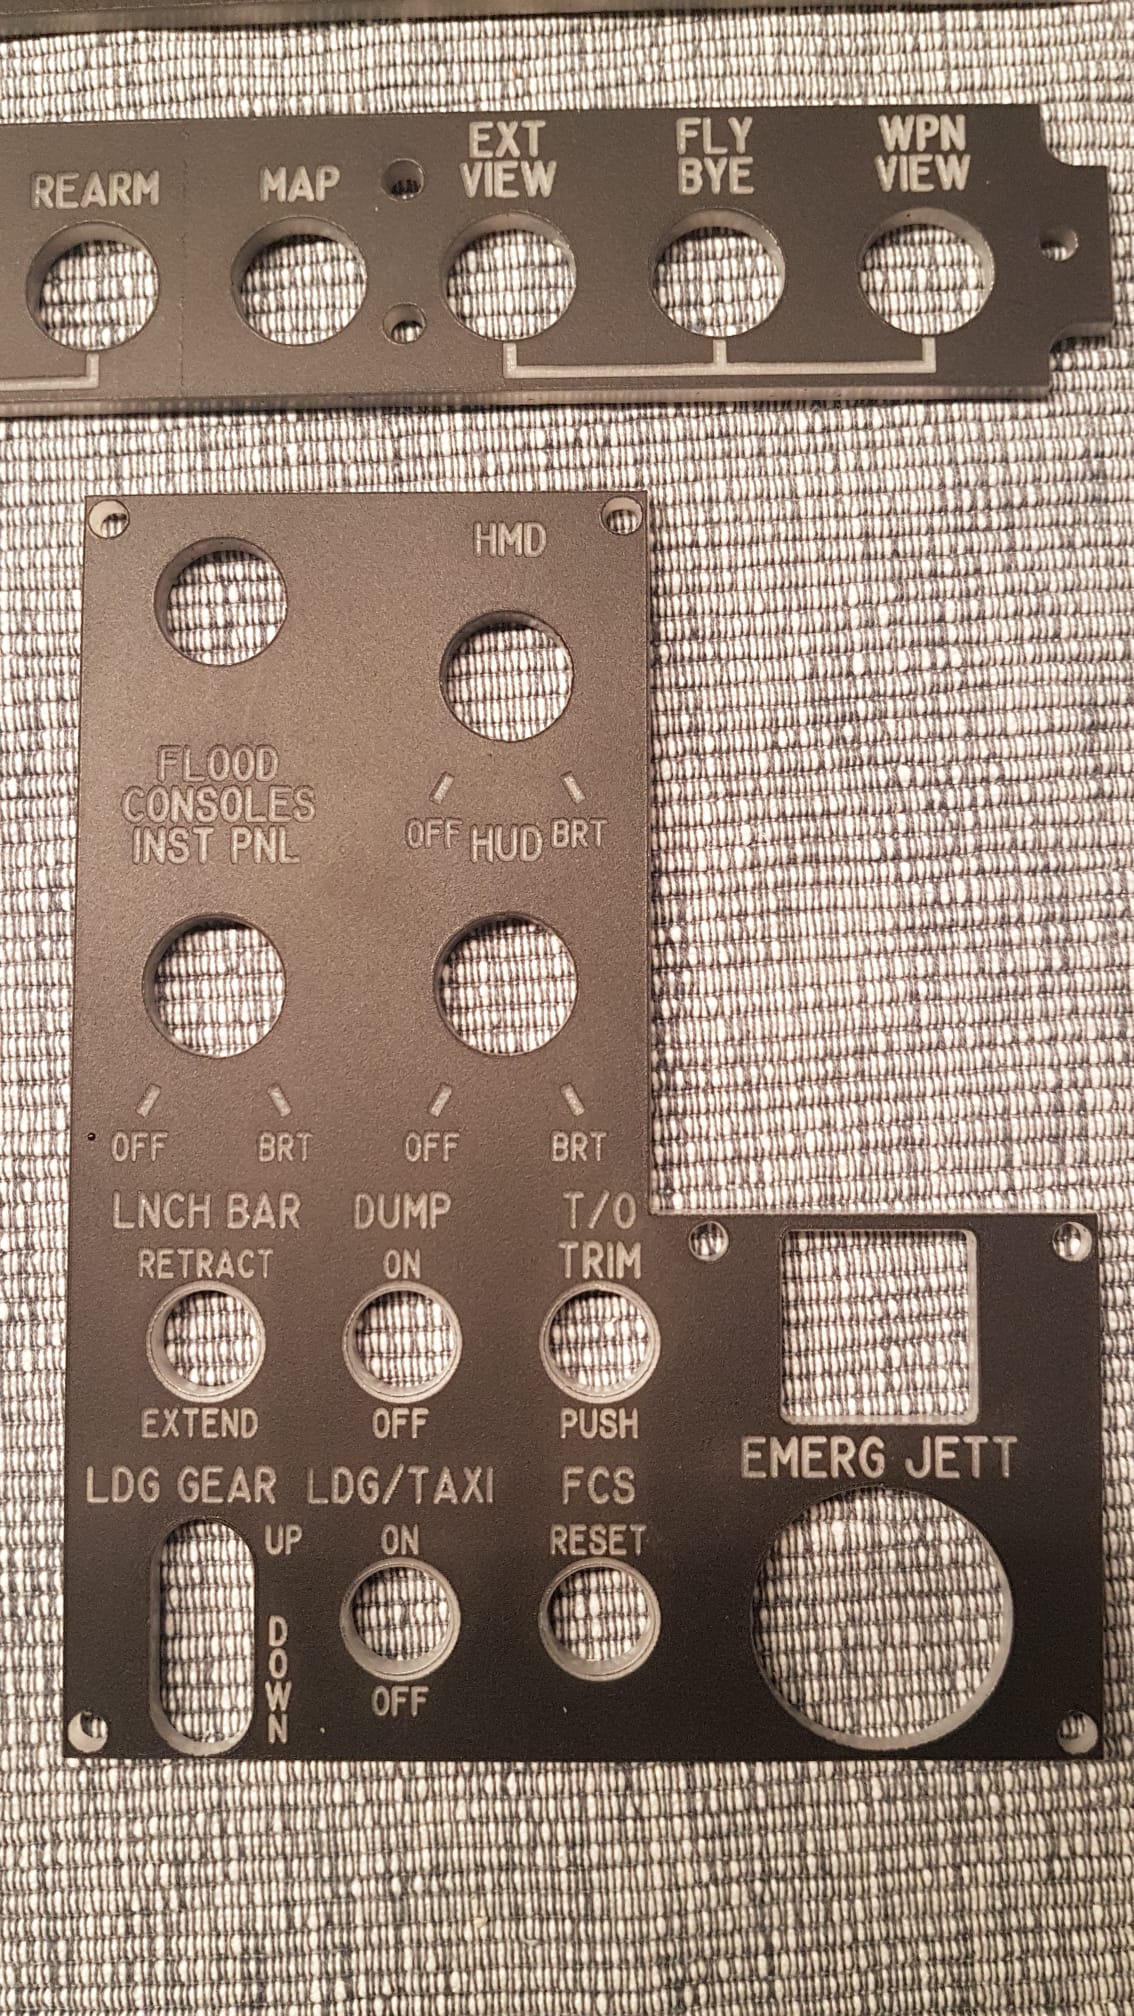 REARM
MAP
EXT
VIEW
FLY
BYE
WPN
VIEW
HMD
FLOOD
CONSOLES
INST PNL
OFF HUD BRT
OFF BRT
OFF BRT
LNCH BAR
RETRACT
EXTEND
DUMP
ON
OFF
T/O
TRIM
PUSH
LDG GEAR
UP
DOWN
LDG/TAXI
ON
OFF
FCS
RESET
EMERG JETT